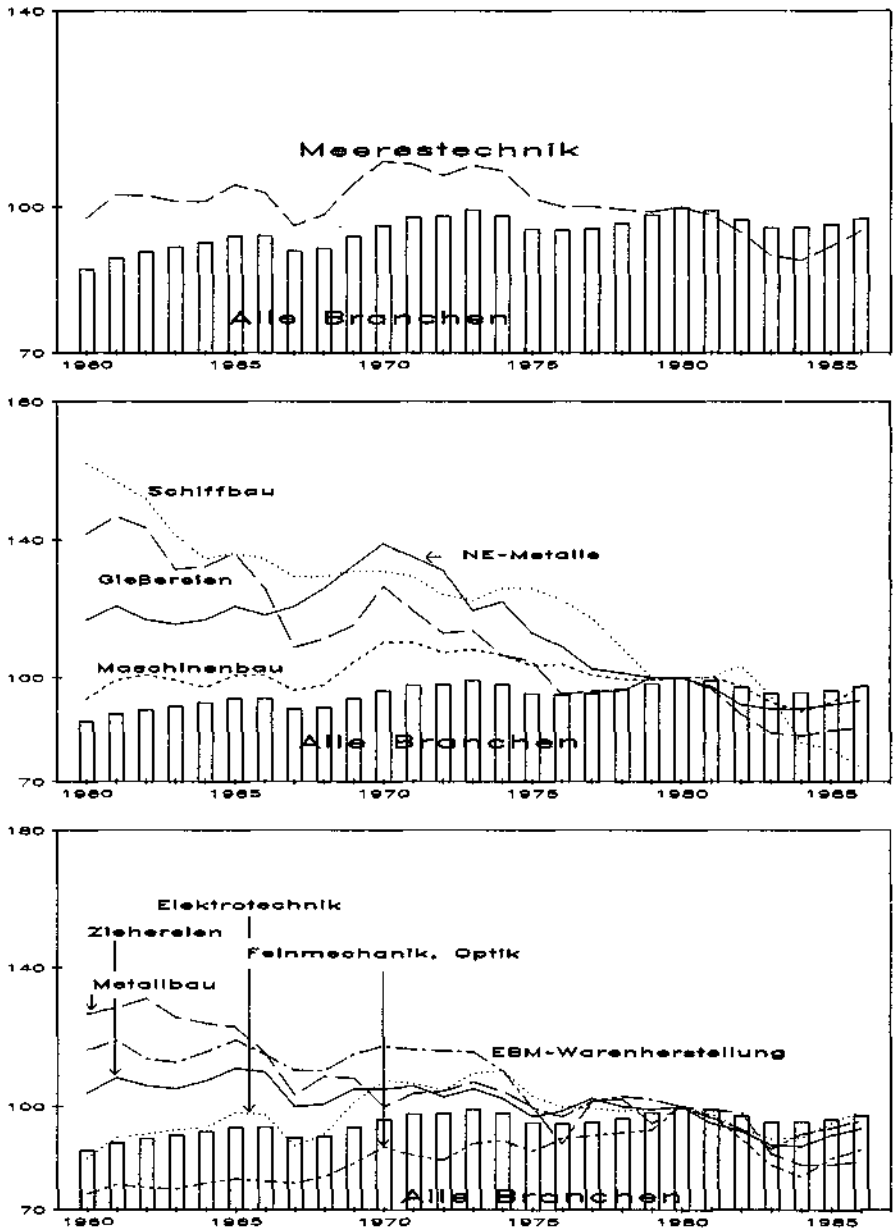 140
Meerestechnik
100
Alle Branchen
70
1960 1965 1970 1975 1980 1985
180
Schiffbau
140
NE-Metalle
Gießereien
Maschinenbau
100
Alle Branchen
70
1960 1965 1970 1975 1980 1985
180
Elektrotechnik
Ziehereien
Feinmechanik, Optik
140
Metallbau
EBM-Warenherstellung
100
Alle Branchen
70
1960 1965 1970 1975 1980 1985